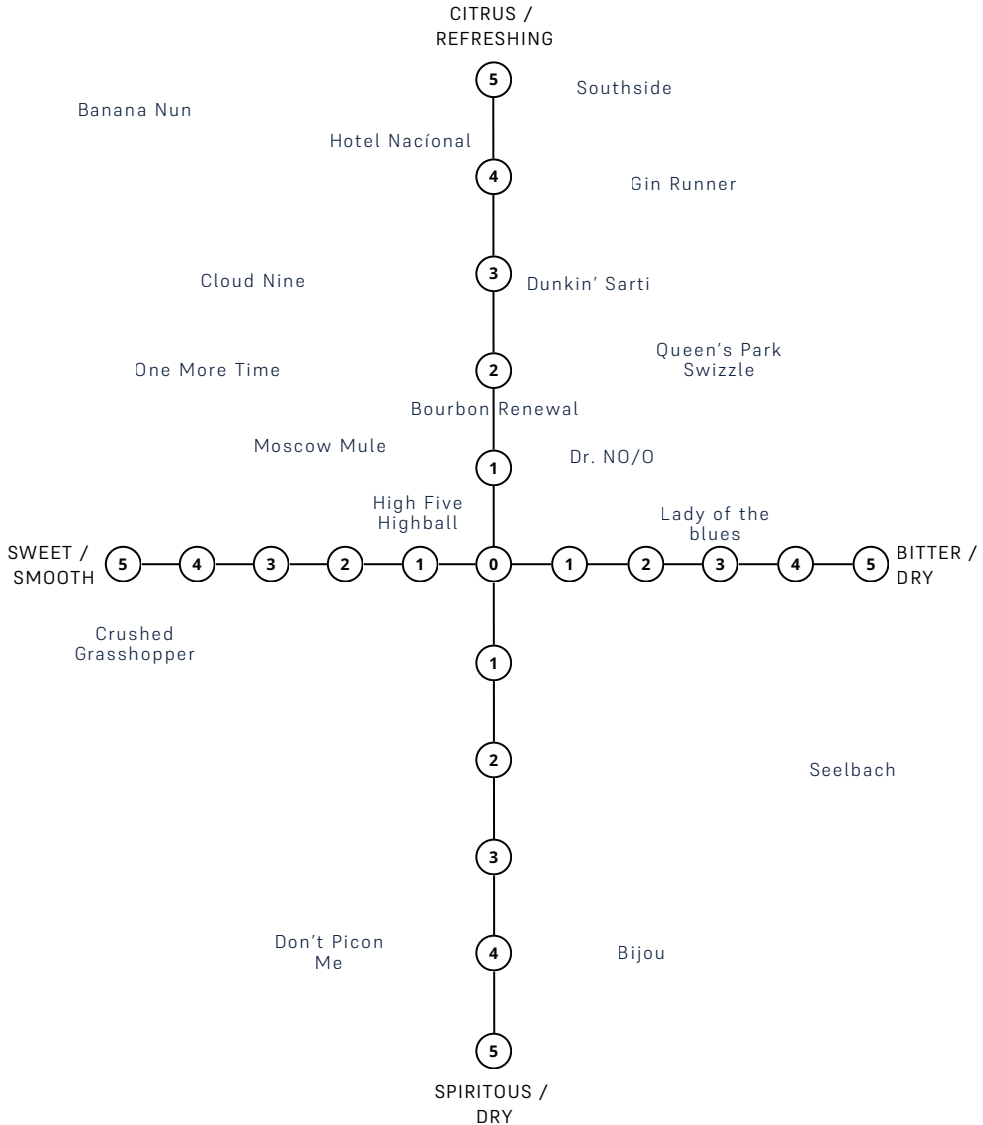 CITRUS /
REFRESHING
5
Southside
Banana Nun
Hotel Nacíonal
4
Gin Runner
Cloud Nine
3
Dunkin' Sarti
Queen's Park
Swizzle
One More Time
2
Bourbon Renewal
Moscow Mule
Dr. NO/O
1
High Five
Highball
Lady of the
blues
SWEET /
SMOOTH
5 4 3 2 1 0 1 2 3 4 5
BITTER /
DRY
Crushed
Grasshopper
1
2
Seelbach
3
Don't Picon
Me
4
Bijou
5
SPIRITOUS /
DRY